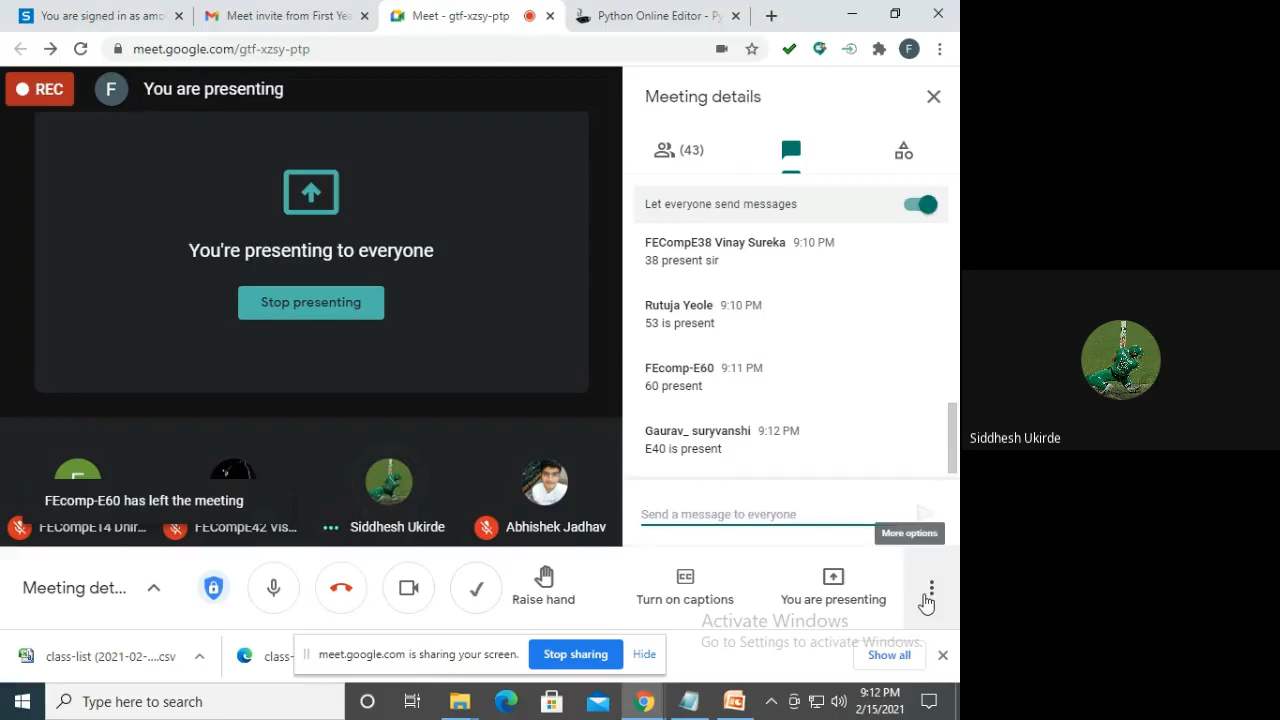 You are signed in as amo
Meet invite from First Yea
Meet - gtf-xzsy-ptp
Python Online Editor - Py
meet.google.com/gtf-xzsy-ptp
F
REC
F
You are presenting
Meeting details
(43)
You're presenting to everyone
Stop presenting
Let everyone send messages
FECompE38 Vinay Sureka 9:10 PM
38 present sir
Rutuja Yeole 9:10 PM
53 is present
FEcomp-E60 9:11 PM
60 present
Gaurav_ suryvanshi 9:12 PM
E40 is present
Siddhesh Ukirde
FEcomp-E60 has left the meeting
FECompE42 Vis...
Siddhesh Ukirde
Abhishek Jadhav
Send a message to everyone
More options
Meeting det...
Raise hand
Turn on captions
You are presenting
Activate Windows
Go to Settings to activate Windows.
class-list (2021-02-....csv
class-
meet.google.com is sharing your screen.
Stop sharing
Hide
Show all
Type here to search
9:12 PM
2/15/2021